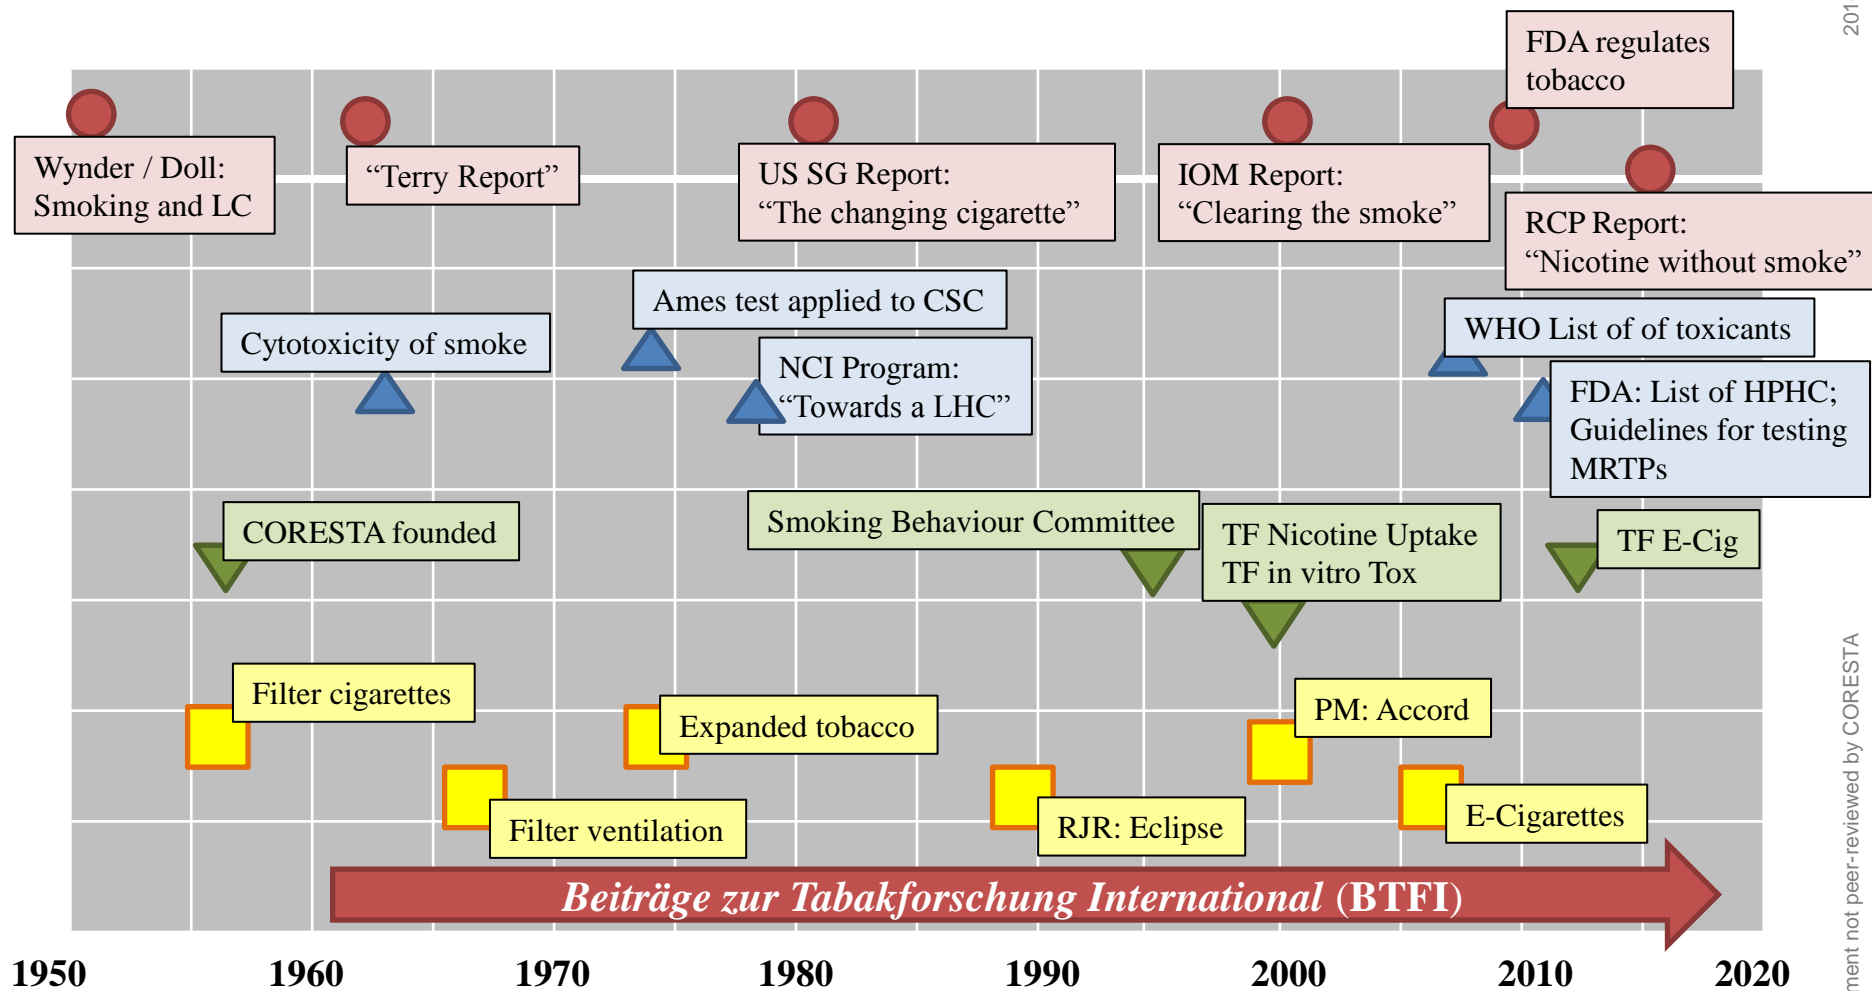 201
FDA regulates
tobacco
Wynder / Doll:
Smoking and LC
“Terry Report”
US SG Report:
“The changing cigarette”
IOM Report:
“Clearing the smoke”
RCP Report:
“Nicotine without smoke”
Ames test applied to CSC
Cytotoxicity of smoke
NCI Program:
“Towards a LHC”
WHO List of of toxicants
FDA: List of HPHC;
Guidelines for testing
MRTPs
CORESTA founded
Smoking Behaviour Committee
TF Nicotine Uptake
TF in vitro Tox
TF E-Cig
Filter cigarettes
Expanded tobacco
PM: Accord
Filter ventilation
RJR: Eclipse
E-Cigarettes
Beiträge zur Tabakforschung International (BTFI)
1950 1960 1970 1980 1990 2000 2010 2020
ment not peer-reviewed by CORESTA